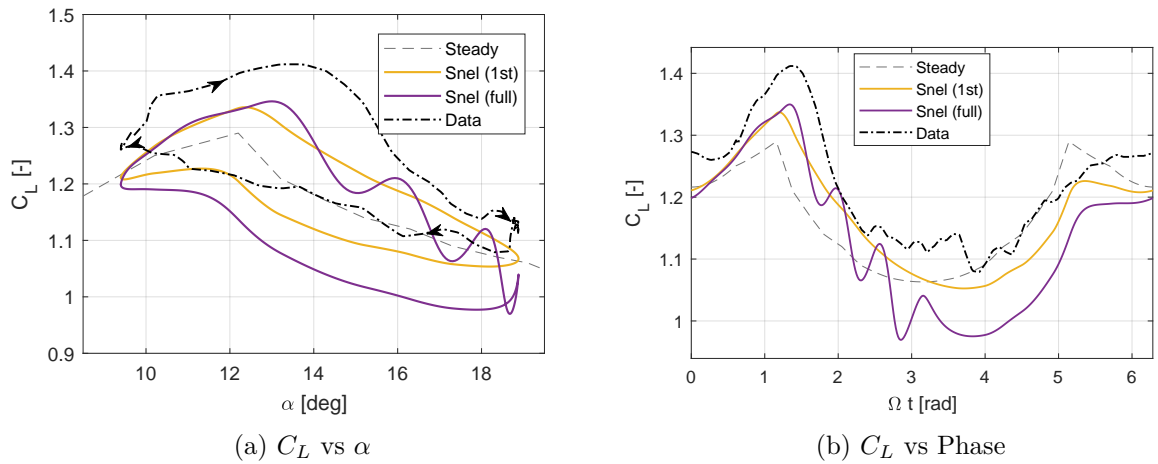 1.5
1.4
1.3
1.2
1.1
1
0.9
C_L [-]
10 12 14 16 18
α [deg]
Steady
Snel (1st)
Snel (full)
Data
(a) C_L vs α
1.4
1.3
1.2
1.1
1
C_L [-]
0 1 2 3 4 5 6
Ω t [rad]
Steady
Snel (1st)
Snel (full)
Data
(b) C_L vs Phase